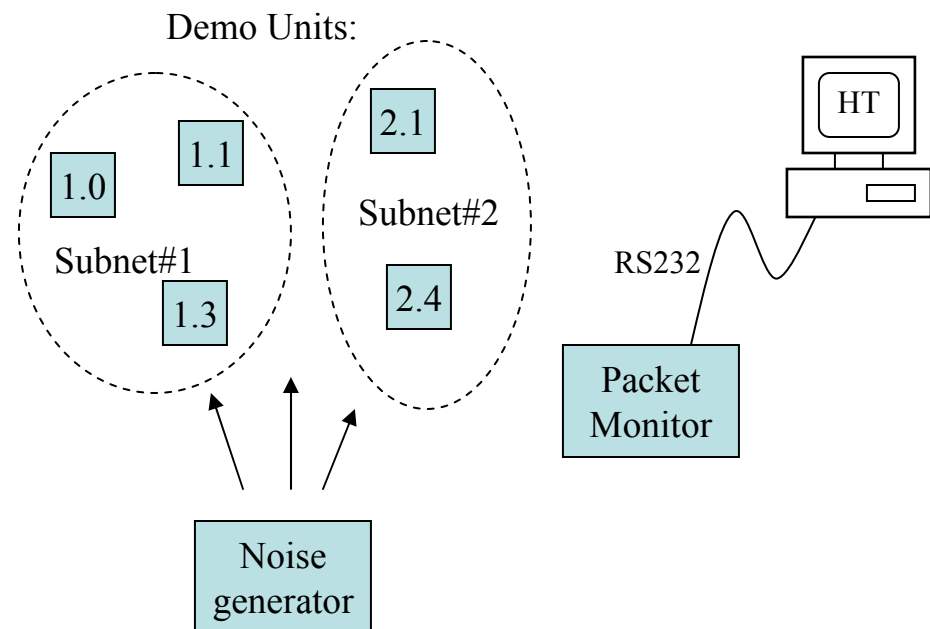 Demo Units:
1.0
1.1
Subnet#1
1.3
2.1
Subnet#2
2.4
HT
RS232
Packet
Monitor
Noise
generator